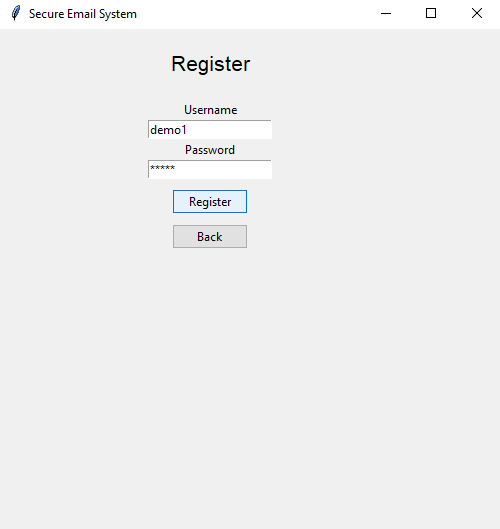 Secure Email System
Register
Username
demo1
Password
*****
Register
Back